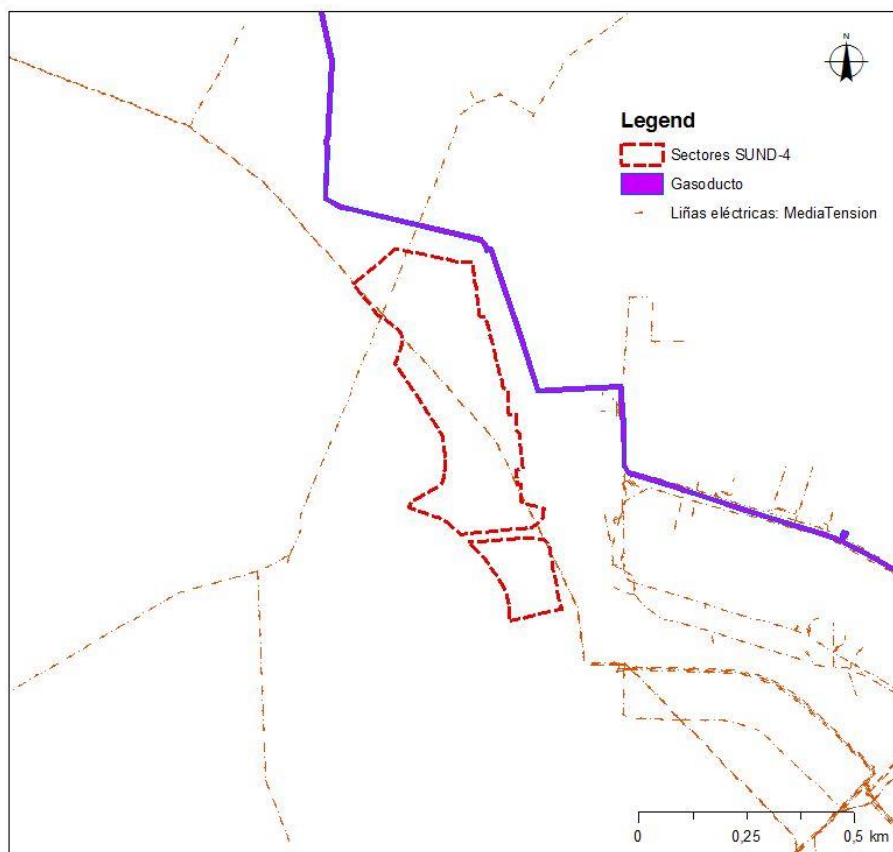 N
Legend
Sectores SUND-4
Gasoducto
Liñas eléctricas: MediaTension
0 0,25 0,5 km